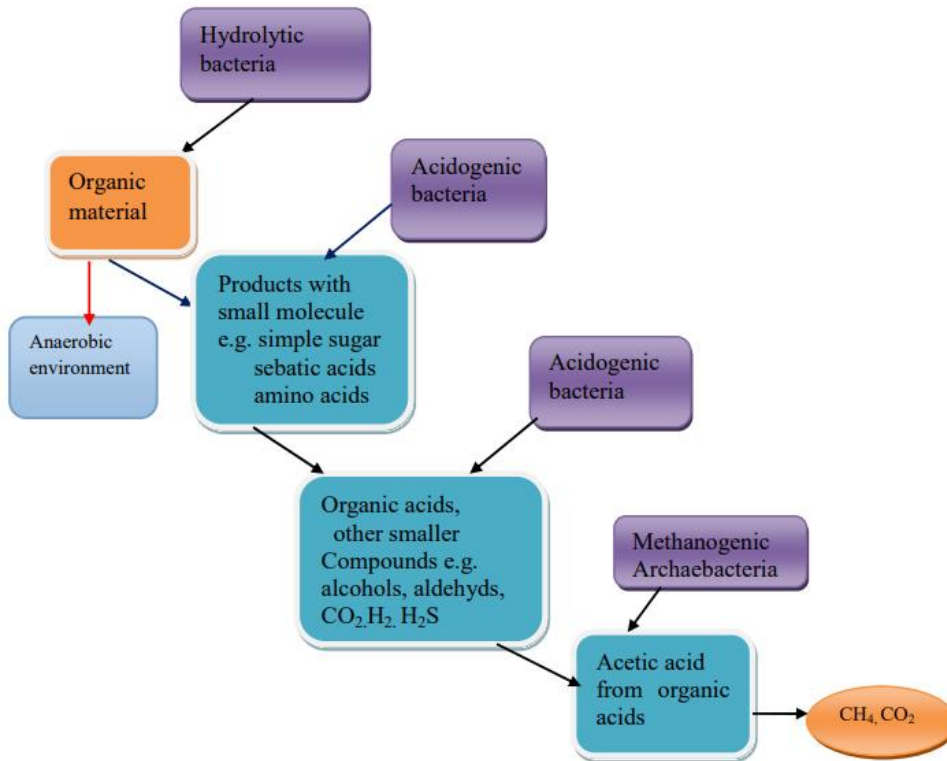 Hydrolytic
bacteria
Acidogenic
bacteria
Organic
material
Products with
small molecule
e.g. simple sugar
sebatic acids
amino acids
Anaerobic
environment
Acidogenic
bacteria
Organic acids,
other smaller
Compounds e.g.
alcohols, aldehyds,
CO₂,H₂, H₂S
Methanogenic
Archaebacteria
Acetic acid
from organic
acids
CH₄, CO₂